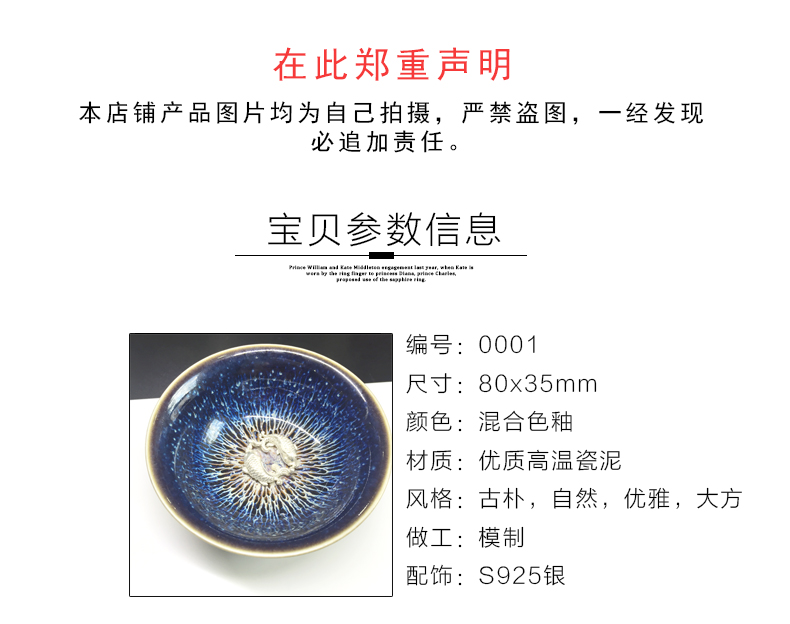 在此郑重声明
本店铺产品图片均为自己拍摄，严禁盗图，一经发现
必追加责任。
宝贝参数信息
Prince William and Kate Middleton engagement last year, when Kate is
worn by the ring finger to princess Diana, prince Charles,
proposed use of the sapphire ring.
编号：0001
尺寸：80x35mm
颜色：混合色釉
材质：优质高温瓷泥
风格：古朴，自然，优雅，大方
做工：模制
配饰：S925银